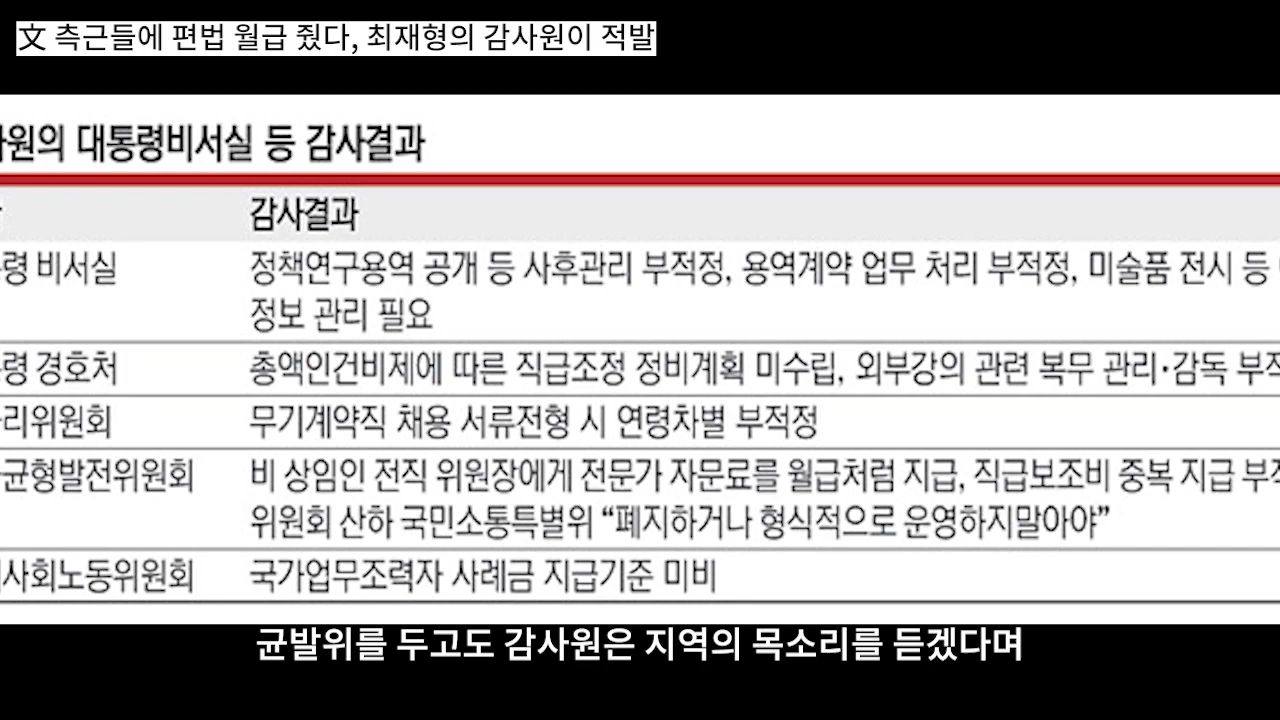 文 측근들에 편법 월급 줬다, 최재형의 감사원이 적발
사원의 대통령비서실 등 감사결과
감사결과
령 비서실
정책연구용역 공개 등 사후관리 부적정, 용역계약 업무 처리 부적정, 미술품 전시 등
정보 관리 필요
령 경호처
총액인건비제에 따른 직급조정 정비계획 미수립, 외부강의 관련 복무 관리·감독 부적
리위원회
무기계약직 채용 서류전형 시 연령차별 부적정
균형발전위원회
비 상임인 전직 위원장에게 전문가 자문료를 월급처럼 지급, 직급보조비 중복 지급 부적
위원회 산하 국민소통특별위 “폐지하거나 형식적으로 운영하지말아야”
사회노동위원회
국가업무조력자 사례금 지급기준 미비
균발위를 두고도 감사원은 지역의 목소리를 듣겠다며